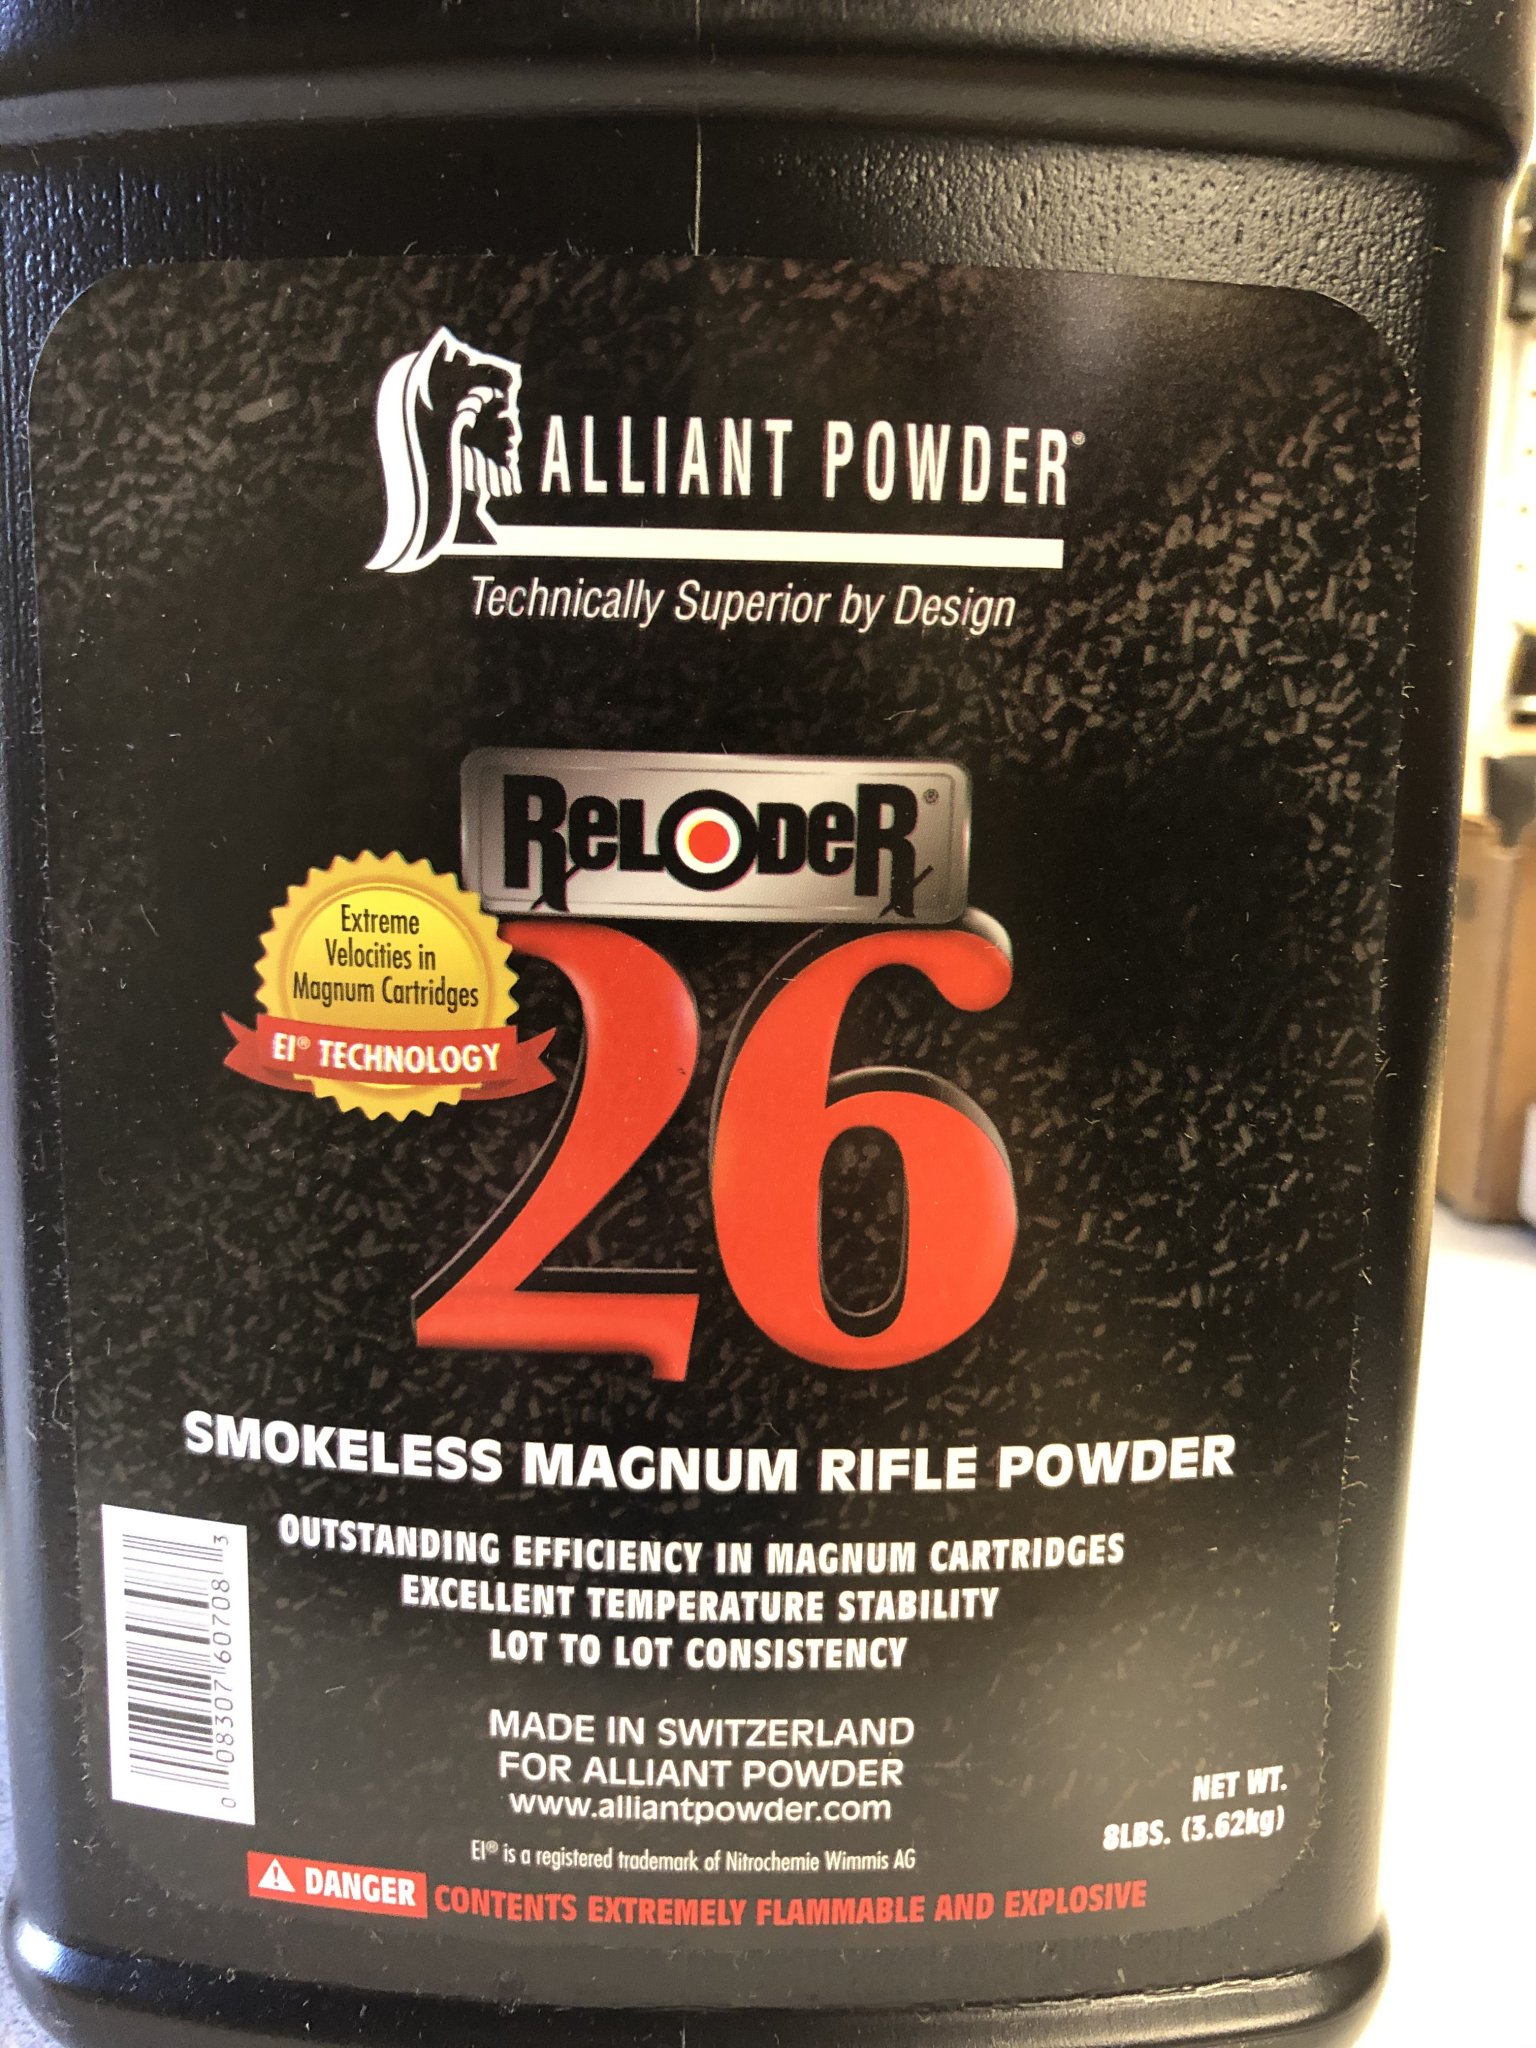 ALLIANT POWDER®
Technically Superior by Design
ReLODeR®
26
Extreme
Velocities in
Magnum Cartridges
EI® TECHNOLOGY
SMOKELESS MAGNUM RIFLE POWDER
OUTSTANDING EFFICIENCY IN MAGNUM CARTRIDGES
EXCELLENT TEMPERATURE STABILITY
LOT TO LOT CONSISTENCY
0 08307 60708 3
MADE IN SWITZERLAND
FOR ALLIANT POWDER
www.alliantpowder.com
NET WT.
8LBS. (3.62kg)
EI® is a registered trademark of Nitrochemie Wimmis AG
DANGER CONTENTS EXTREMELY FLAMMABLE AND EXPLOSIVE